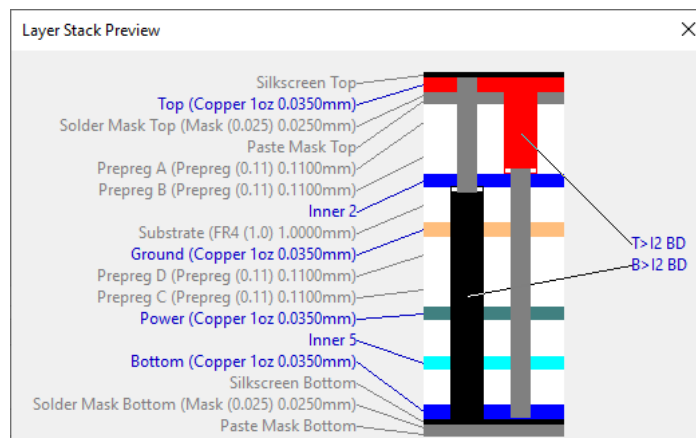 Layer Stack Preview
Silkscreen Top
Top (Copper 1oz 0.0350mm)
Solder Mask Top (Mask (0.025) 0.0250mm)
Paste Mask Top
Prepreg A (Prepreg (0.11) 0.1100mm)
Prepreg B (Prepreg (0.11) 0.1100mm)
Inner 2
Substrate (FR4 (1.0) 1.0000mm)
Ground (Copper 1oz 0.0350mm)
T>I2 BD
B>I2 BD
Prepreg D (Prepreg (0.11) 0.1100mm)
Prepreg C (Prepreg (0.11) 0.1100mm)
Power (Copper 1oz 0.0350mm)
Inner 5
Bottom (Copper 1oz 0.0350mm)
Silkscreen Bottom
Solder Mask Bottom (Mask (0.025) 0.0250mm)
Paste Mask Bottom